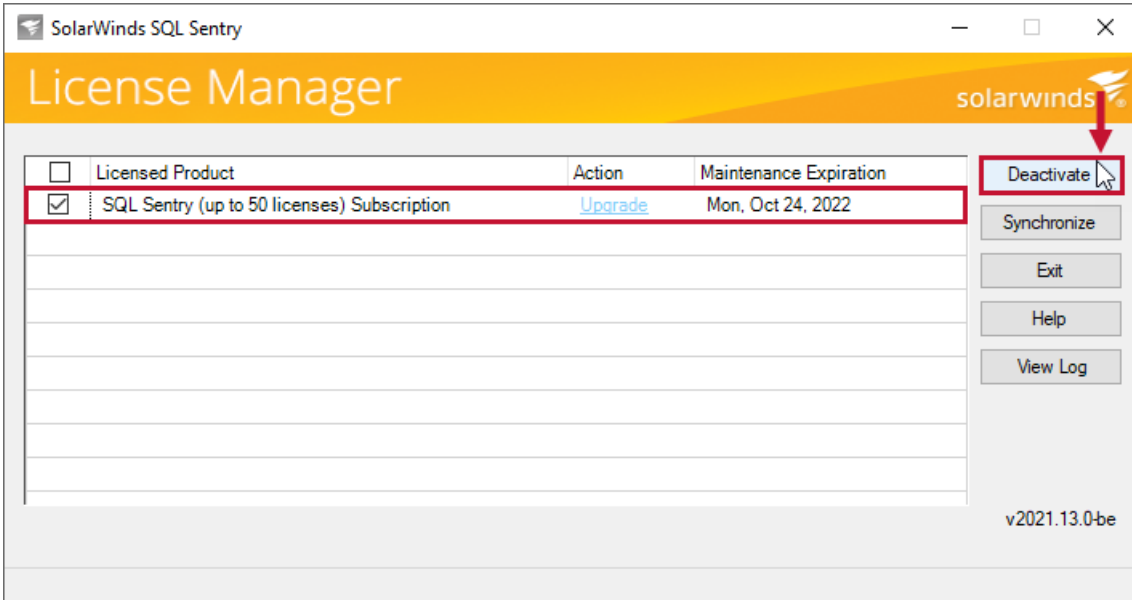 SolarWinds SQL Sentry
License Manager
solarwinds®
Licensed Product Action Maintenance Expiration
SQL Sentry (up to 50 licenses) Subscription Upgrade Mon, Oct 24, 2022
Deactivate
Synchronize
Exit
Help
View Log
v2021.13.0-be